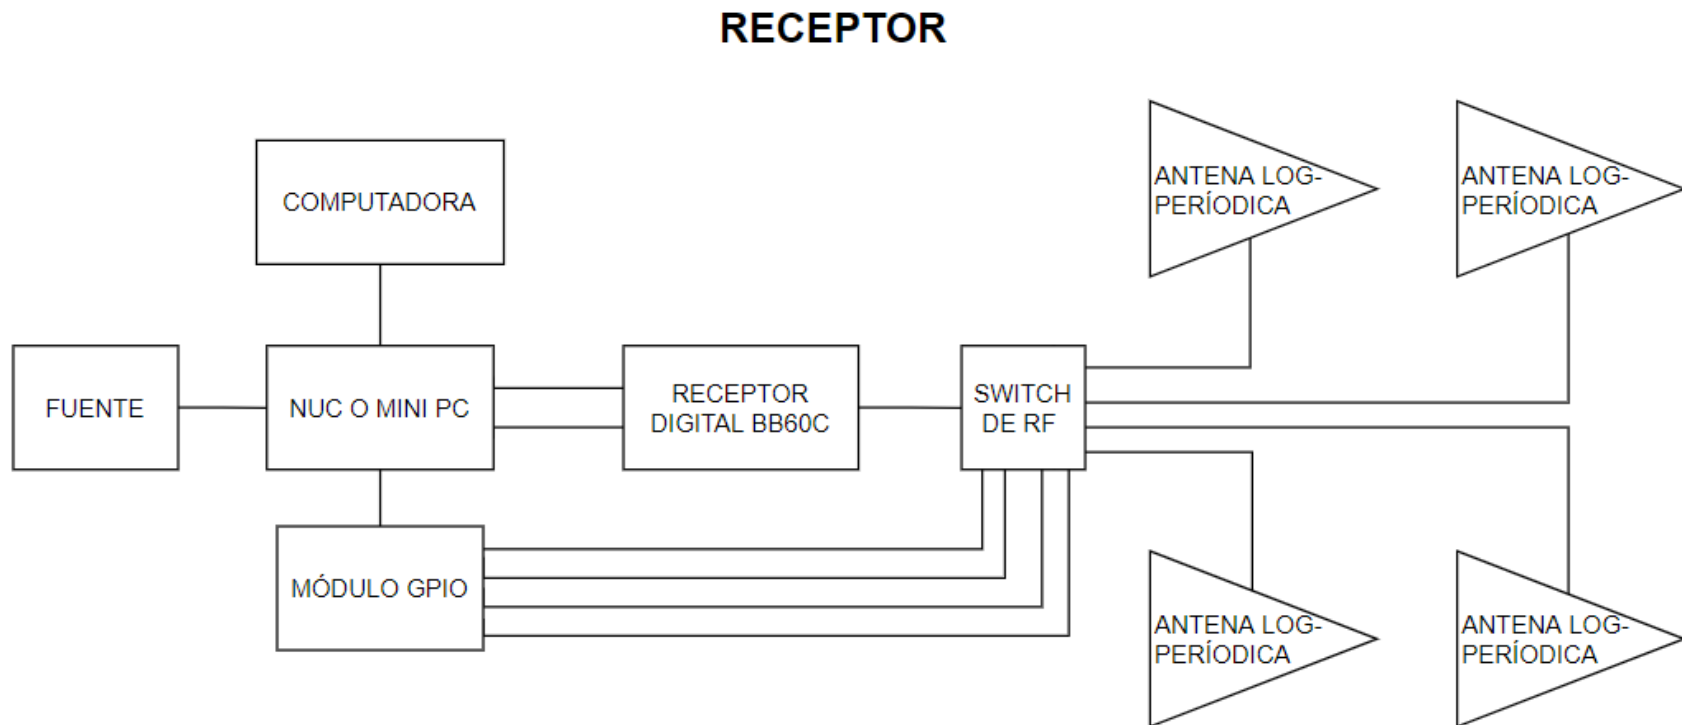 RECEPTOR
ANTENA LOG-
PERÍODICA
ANTENA LOG-
PERÍODICA
COMPUTADORA
FUENTE
NUC O MINI PC
RECEPTOR
DIGITAL BB60C
SWITCH
DE RF
MÓDULO GPIO
ANTENA LOG-
PERÍODICA
ANTENA LOG-
PERÍODICA